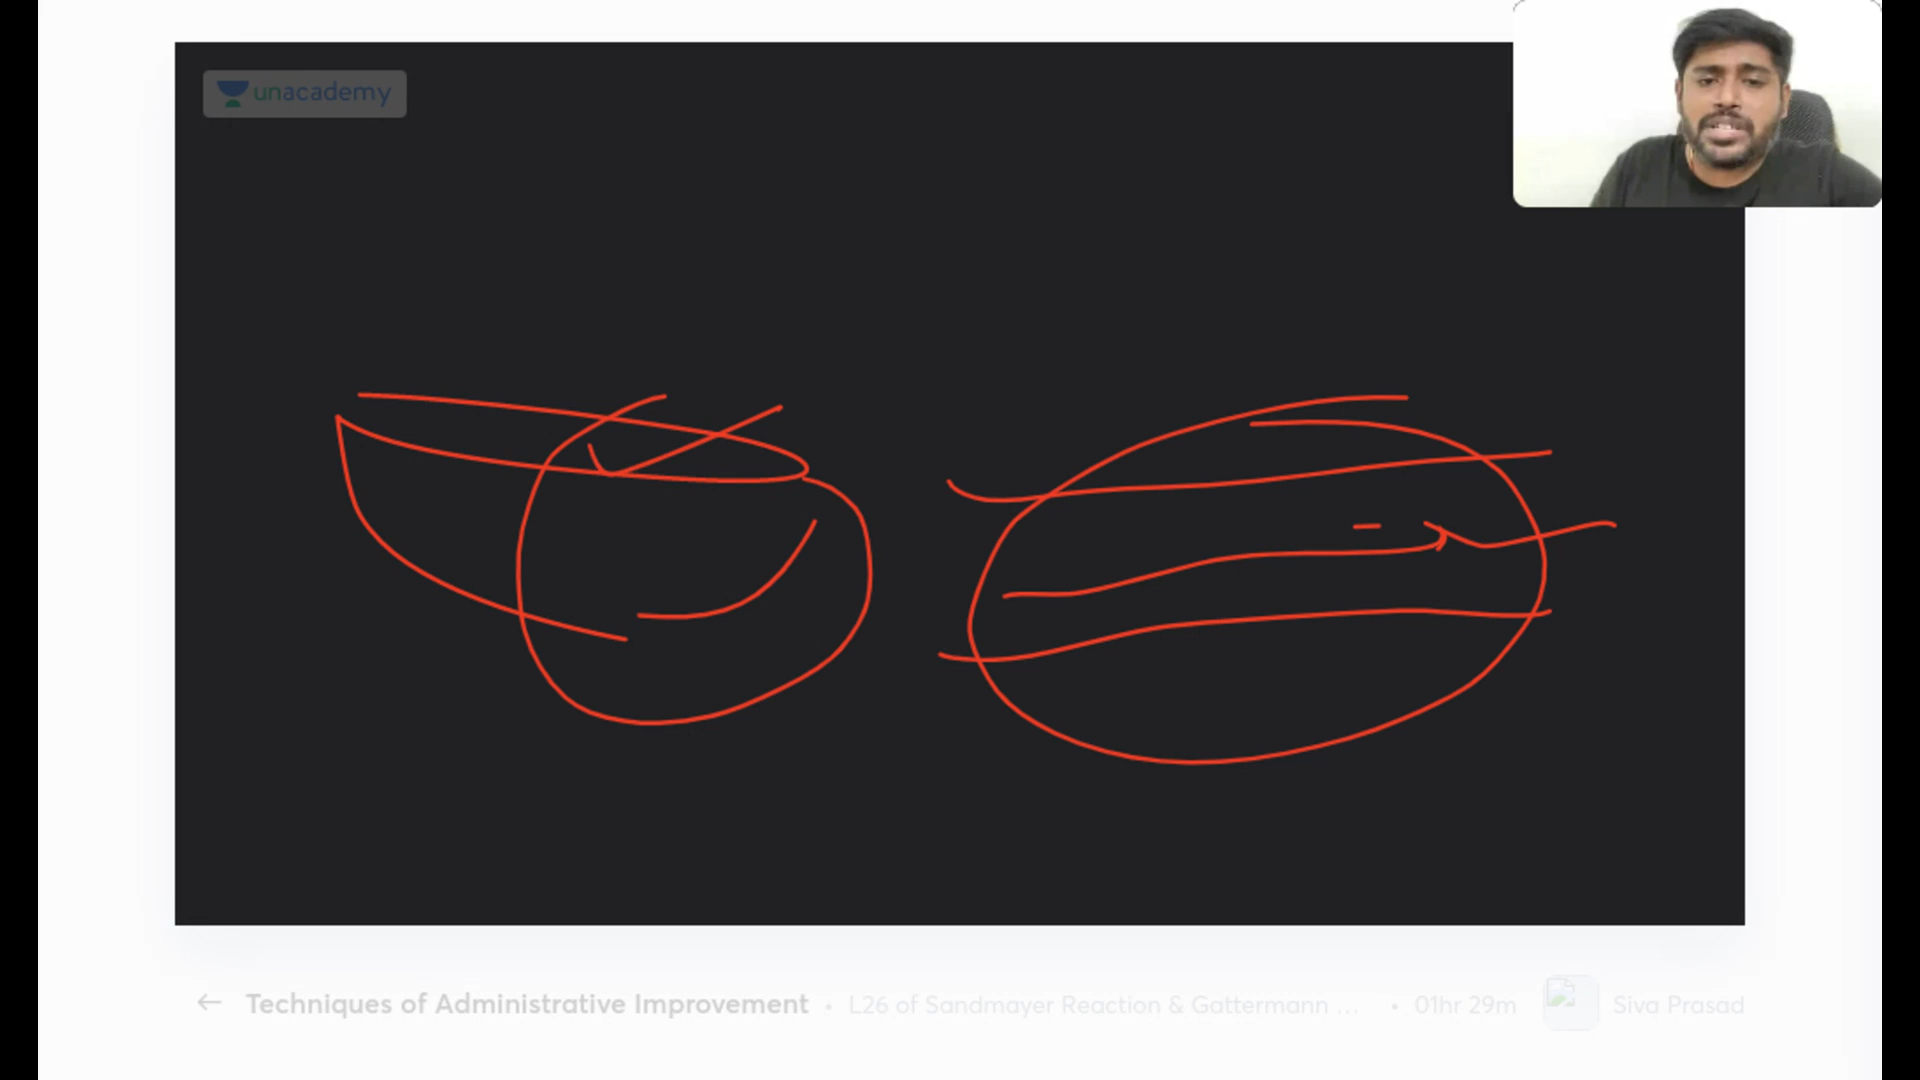 unacademy
Techniques of Administrative Improvement • L26 of Sandmayer Reaction & Gattermann ... • 01hr 29m Siva Prasad